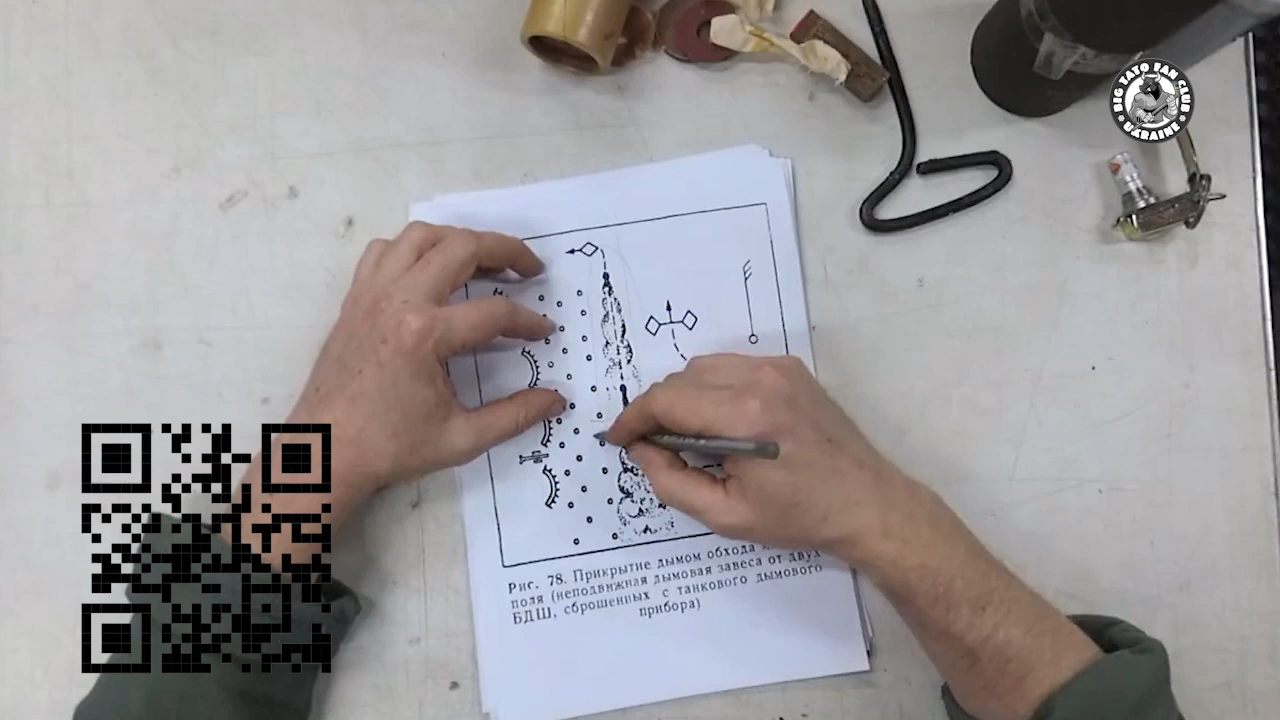 BIG TATO FAN CLUB
UKRAINE
Рис. 78. Прикрытие дымом обхода
поля (неподвижная дымовая завеса от двух
БДШ, сброшенных с танкового дымового
прибора)